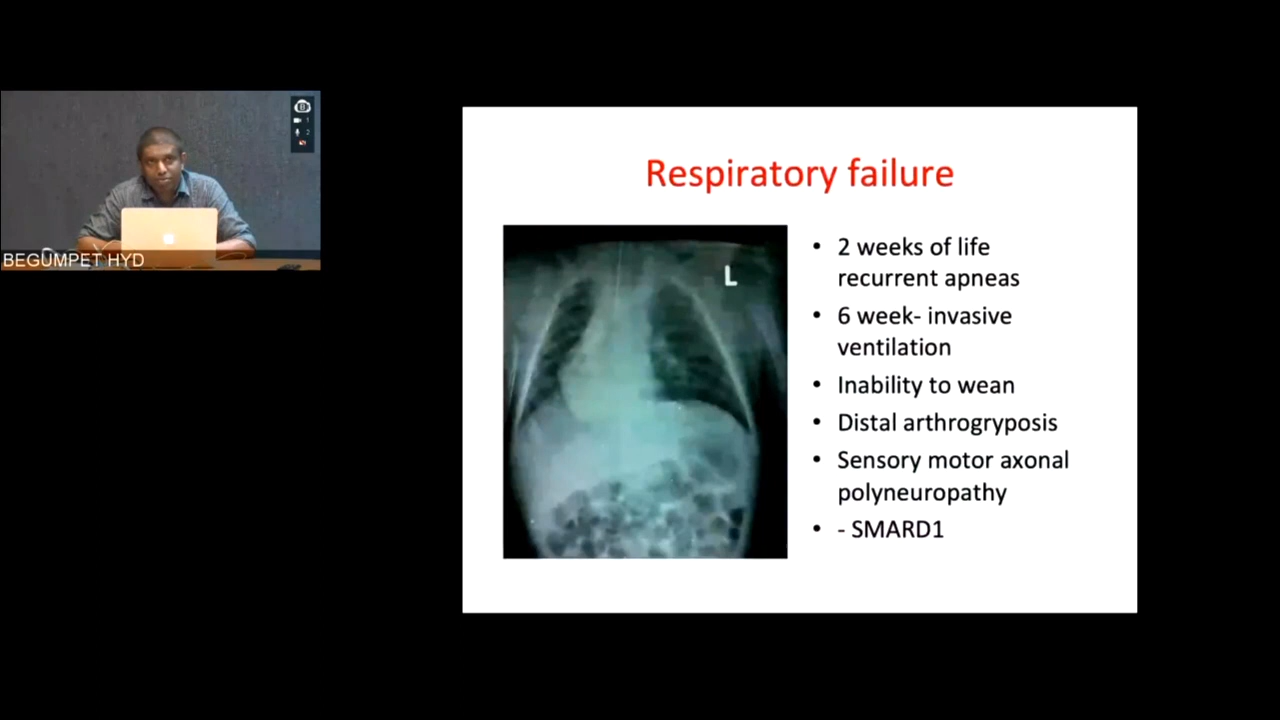 BEGUMPET HYD
Respiratory failure
L
• 2 weeks of life
recurrent apneas
• 6 week- invasive
ventilation
• Inability to wean
• Distal arthrogryposis
• Sensory motor axonal
polyneuropathy
• - SMARD1